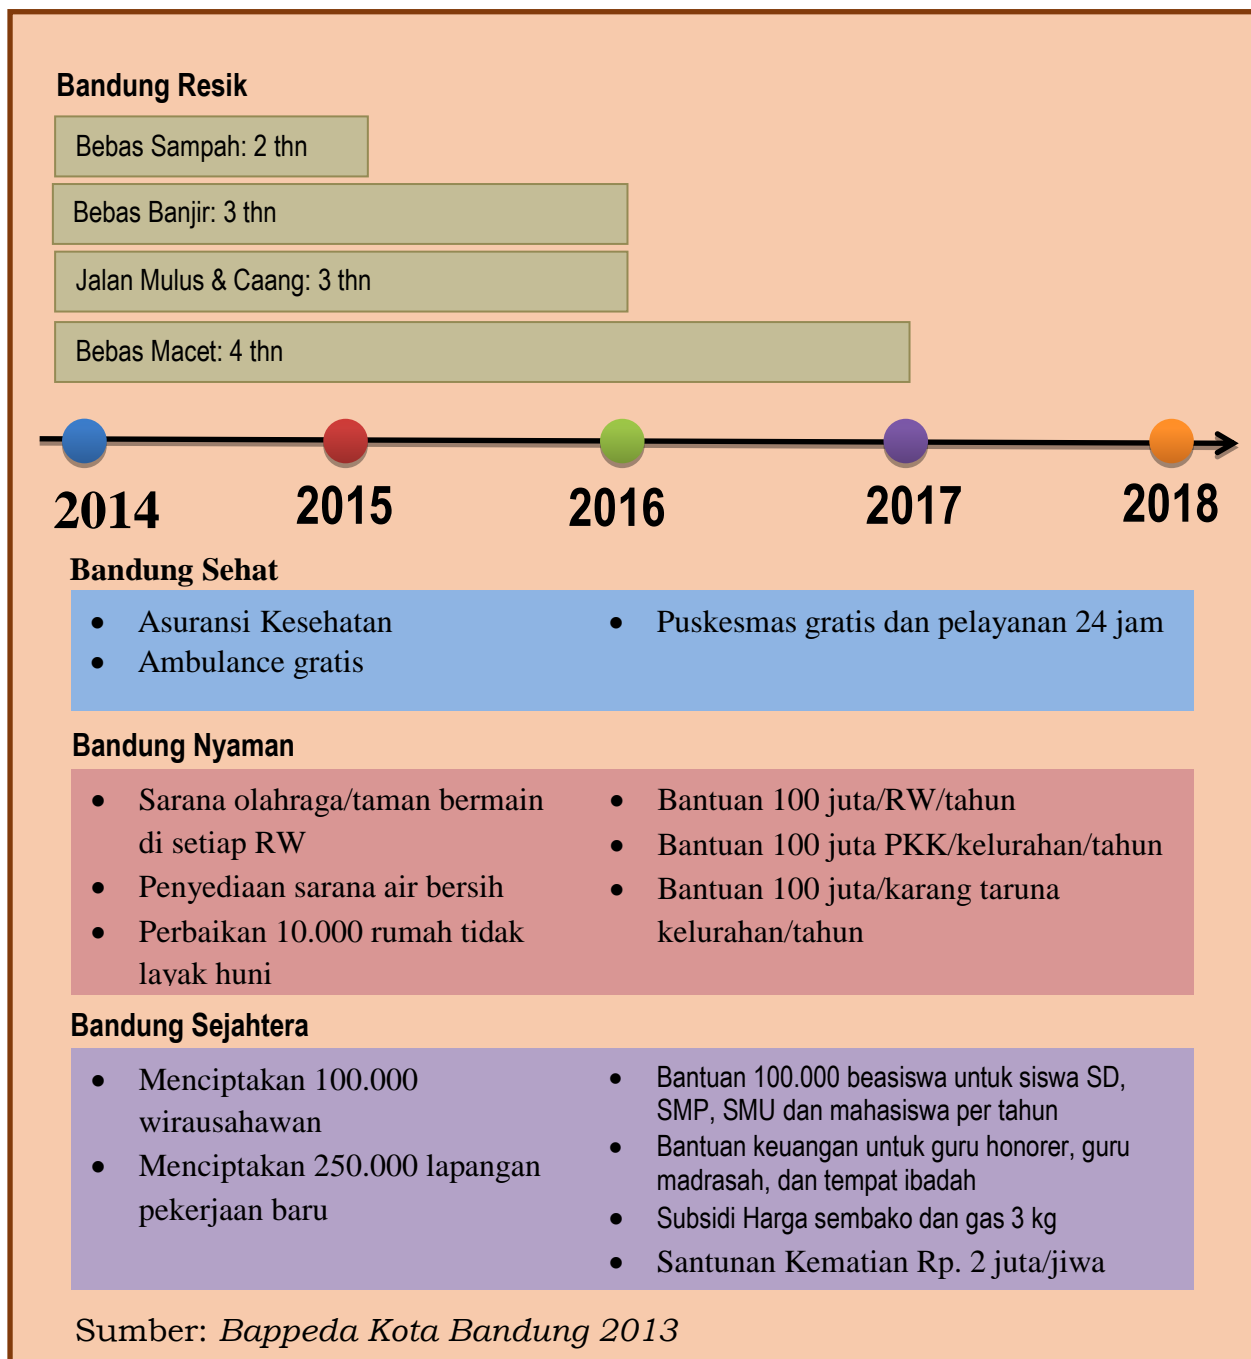 Bandung Resik
Bebas Sampah: 2 thn
Bebas Banjir: 3 thn
Jalan Mulus & Caang: 3 thn
Bebas Macet: 4 thn
2014 2015 2016 2017 2018
Bandung Sehat
• Asuransi Kesehatan
• Ambulance gratis
• Puskesmas gratis dan pelayanan 24 jam
Bandung Nyaman
• Sarana olahraga/taman bermain
di setiap RW
• Penyediaan sarana air bersih
• Perbaikan 10.000 rumah tidak
layak huni
• Bantuan 100 juta/RW/tahun
• Bantuan 100 juta PKK/kelurahan/tahun
• Bantuan 100 juta/karang taruna
kelurahan/tahun
Bandung Sejahtera
• Menciptakan 100.000
wirausahawan
• Menciptakan 250.000 lapangan
pekerjaan baru
• Bantuan 100.000 beasiswa untuk siswa SD,
SMP, SMU dan mahasiswa per tahun
• Bantuan keuangan untuk guru honorer, guru
madrasah, dan tempat ibadah
• Subsidi Harga sembako dan gas 3 kg
• Santunan Kematian Rp. 2 juta/jiwa
Sumber: Bappeda Kota Bandung 2013